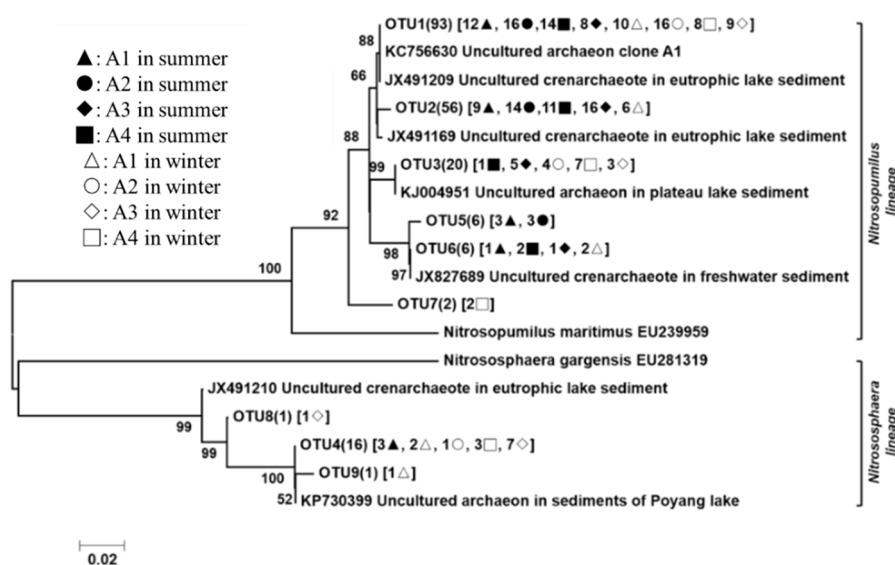 ▲: A1 in summer
●: A2 in summer
◆: A3 in summer
■: A4 in summer
△: A1 in winter
○: A2 in winter
◇: A3 in winter
□: A4 in winter
OTU1(93) [12▲, 16●,14■, 8◆, 10△, 16○, 8□, 9◇]
88
KC756630 Uncultured archaeon clone A1
66
JX491209 Uncultured crenarchaeote in eutrophic lake sediment
OTU2(56) [9▲, 14●,11■, 16◆, 6△]
88
JX491169 Uncultured crenarchaeote in eutrophic lake sediment
99
OTU3(20) [1■, 5◆, 4○, 7□, 3◇]
KJ004951 Uncultured archaeon in plateau lake sediment
92
OTU5(6) [3▲, 3●]
98
OTU6(6) [1▲, 2■, 1◆, 2△]
97
JX827689 Uncultured crenarchaeote in freshwater sediment
100
OTU7(2) [2□]
Nitrosopumilus maritimus EU239959
Nitrosopumilus
lineage
Nitrososphaera gargensis EU281319
JX491210 Uncultured crenarchaeote in eutrophic lake sediment
99
OTU8(1) [1◇]
99
OTU4(16) [3▲, 2△, 1○, 3□, 7◇]
100
OTU9(1) [1△]
52
KP730399 Uncultured archaeon in sediments of Poyang lake
Nitrososphaera
lineage
0.02